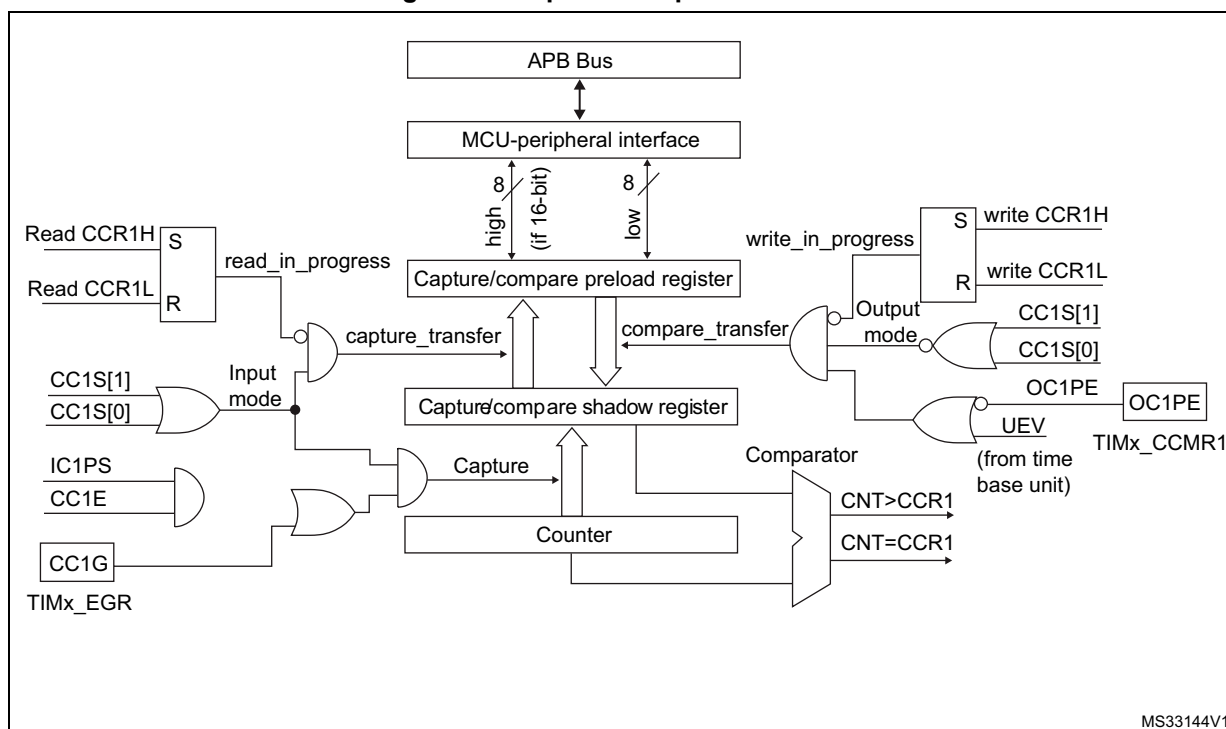 APB Bus
MCU-peripheral interface
8
high
(if 16-bit)
8
low
Read CCR1H
S
read_in_progress
Read CCR1L
R
write_in_progress
S
write CCR1H
R
write CCR1L
Capture/compare preload register
capture_transfer
compare_transfer
Output
mode
CC1S[1]
CC1S[0]
CC1S[1]
CC1S[0]
Input
mode
Capture/compare shadow register
OC1PE
OC1PE
UEV
TIMx_CCMR1
(from time
base unit)
IC1PS
CC1E
Capture
Comparator
CNT>CCR1
CNT=CCR1
Counter
CC1G
TIMx_EGR
MS33144V1